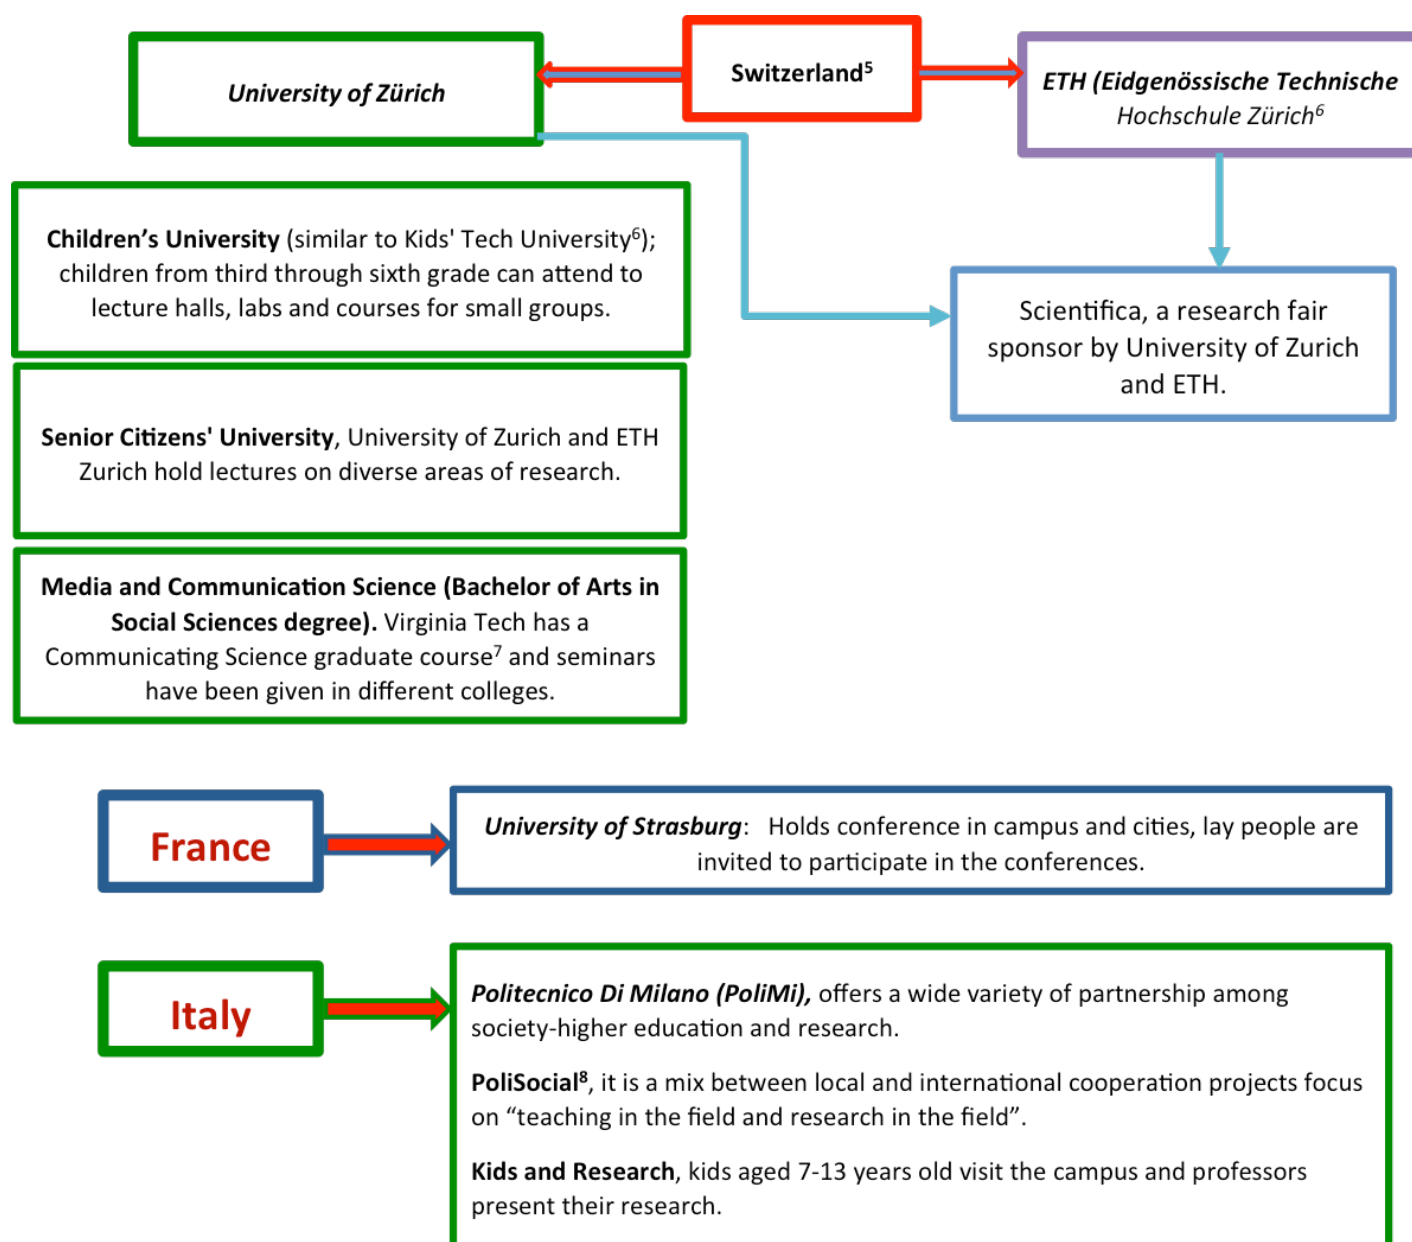 Switzerland⁵
University of Zürich
ETH (Eidgenössische Technische
Hochschule Zürich⁶
Children’s University (similar to Kids' Tech University⁶);
children from third through sixth grade can attend to
lecture halls, labs and courses for small groups.
Scientifica, a research fair
sponsor by University of Zurich
and ETH.
Senior Citizens' University, University of Zurich and ETH
Zurich hold lectures on diverse areas of research.
Media and Communication Science (Bachelor of Arts in
Social Sciences degree). Virginia Tech has a
Communicating Science graduate course⁷ and seminars
have been given in different colleges.
France
University of Strasburg:   Holds conference in campus and cities, lay people are
invited to participate in the conferences.
Italy
Politecnico Di Milano (PoliMi), offers a wide variety of partnership among
society-higher education and research.
PoliSocial⁸, it is a mix between local and international cooperation projects focus
on “teaching in the field and research in the field”.
Kids and Research, kids aged 7-13 years old visit the campus and professors
present their research.